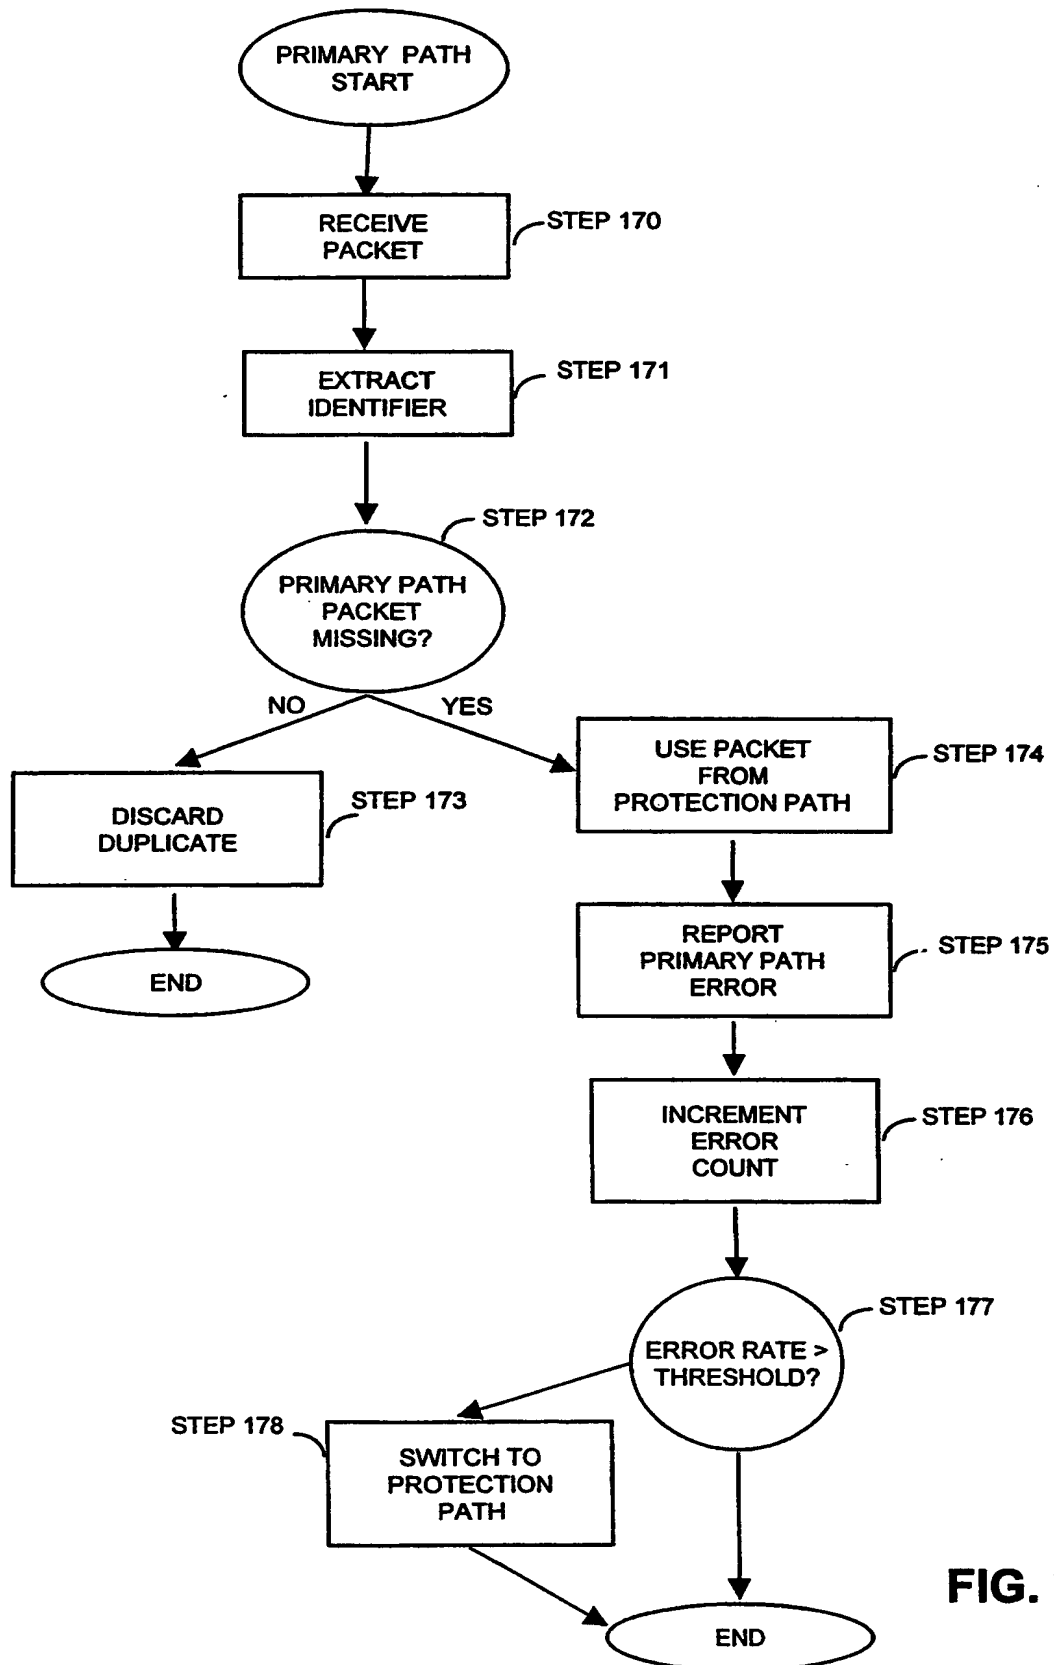 PRIMARY PATH
START
RECEIVE
PACKET
STEP 170
EXTRACT
IDENTIFIER
STEP 171
STEP 172
PRIMARY PATH
PACKET
MISSING?
NO
YES
DISCARD
DUPLICATE
STEP 173
END
USE PACKET
FROM
PROTECTION PATH
STEP 174
REPORT
PRIMARY PATH
ERROR
STEP 175
INCREMENT
ERROR
COUNT
STEP 176
STEP 177
ERROR RATE >
THRESHOLD?
STEP 178
SWITCH TO
PROTECTION
PATH
END
FIG.